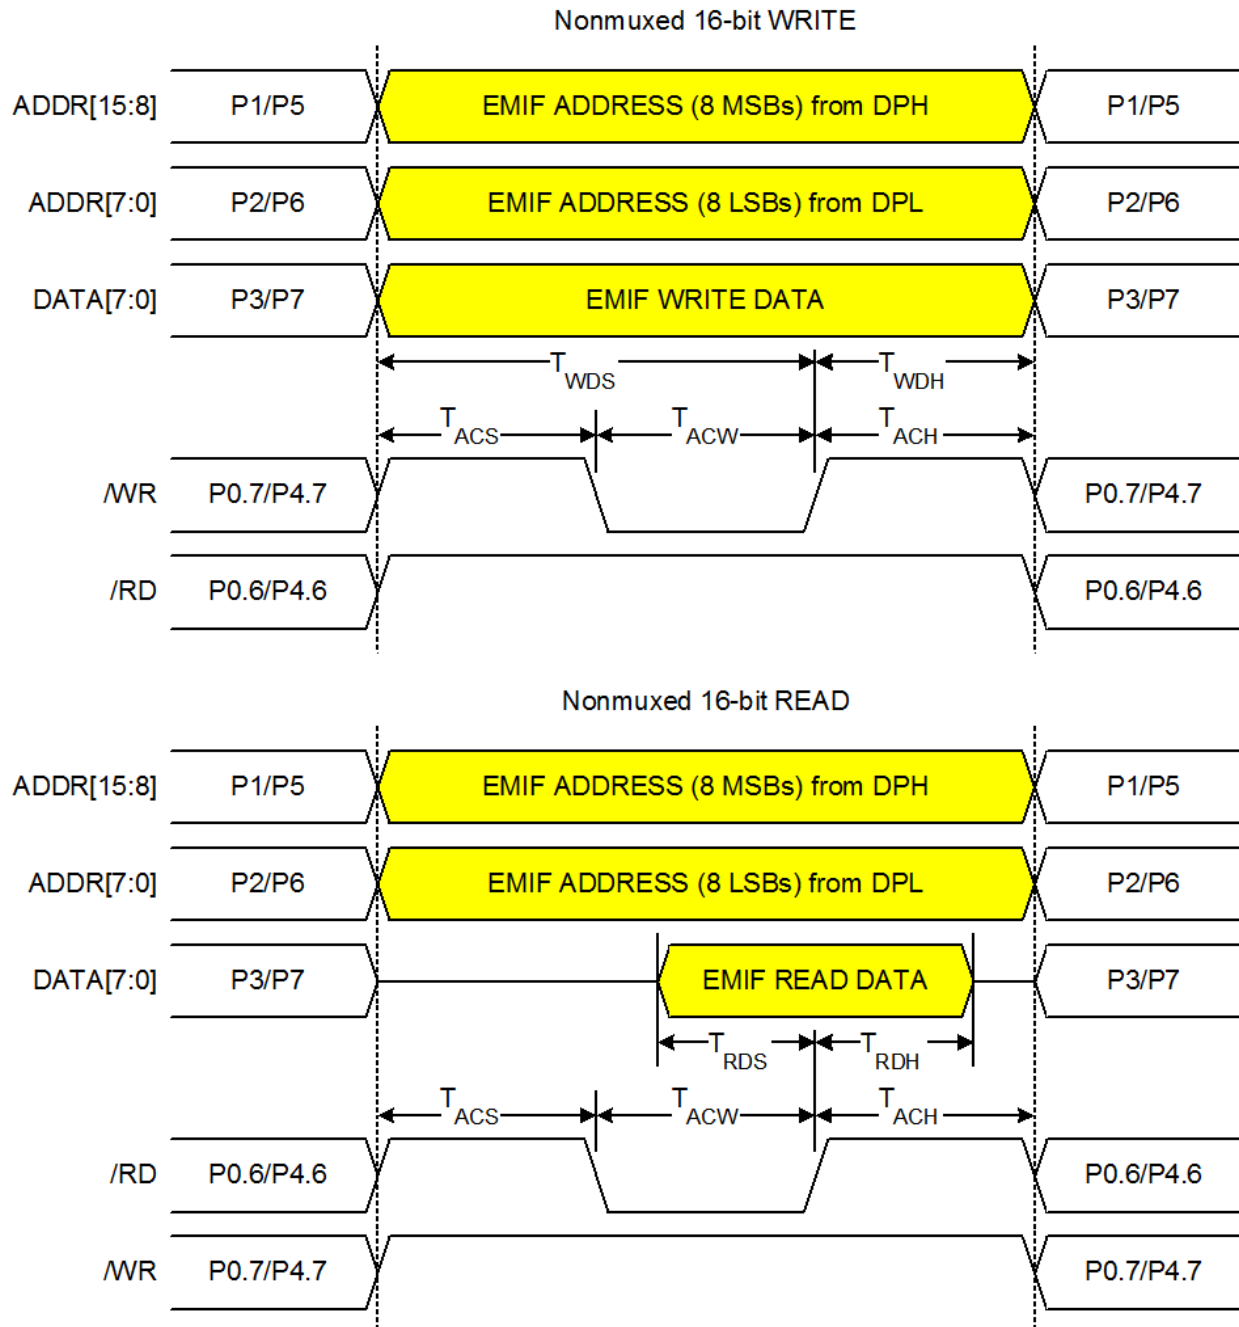 Nonmuxed 16-bit WRITE
ADDR[15:8] P1/P5 EMIF ADDRESS (8 MSBs) from DPH P1/P5
ADDR[7:0] P2/P6 EMIF ADDRESS (8 LSBs) from DPL P2/P6
DATA[7:0] P3/P7 EMIF WRITE DATA P3/P7
TWDS TWDH
TACS TACW TACH
/WR P0.7/P4.7 P0.7/P4.7
/RD P0.6/P4.6 P0.6/P4.6
Nonmuxed 16-bit READ
ADDR[15:8] P1/P5 EMIF ADDRESS (8 MSBs) from DPH P1/P5
ADDR[7:0] P2/P6 EMIF ADDRESS (8 LSBs) from DPL P2/P6
DATA[7:0] P3/P7 EMIF READ DATA P3/P7
TRDS TRDH
TACS TACW TACH
/RD P0.6/P4.6 P0.6/P4.6
/WR P0.7/P4.7 P0.7/P4.7